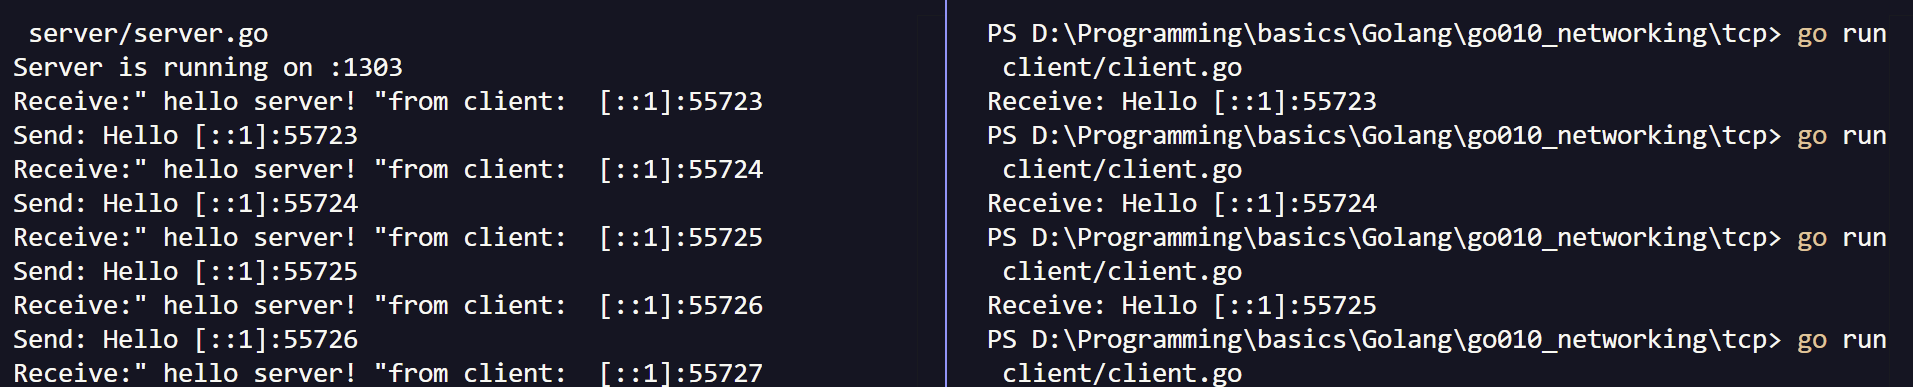 server/server.go
Server is running on :1303
Receive:" hello server! "from client:  [::1]:55723
Send: Hello [::1]:55723
Receive:" hello server! "from client:  [::1]:55724
Send: Hello [::1]:55724
Receive:" hello server! "from client:  [::1]:55725
Send: Hello [::1]:55725
Receive:" hello server! "from client:  [::1]:55726
Send: Hello [::1]:55726
Receive:" hello server! "from client:  [::1]:55727
PS D:\Programming\basics\Golang\go010_networking\tcp> go run
client/client.go
Receive: Hello [::1]:55723
PS D:\Programming\basics\Golang\go010_networking\tcp> go run
client/client.go
Receive: Hello [::1]:55724
PS D:\Programming\basics\Golang\go010_networking\tcp> go run
client/client.go
Receive: Hello [::1]:55725
PS D:\Programming\basics\Golang\go010_networking\tcp> go run
client/client.go